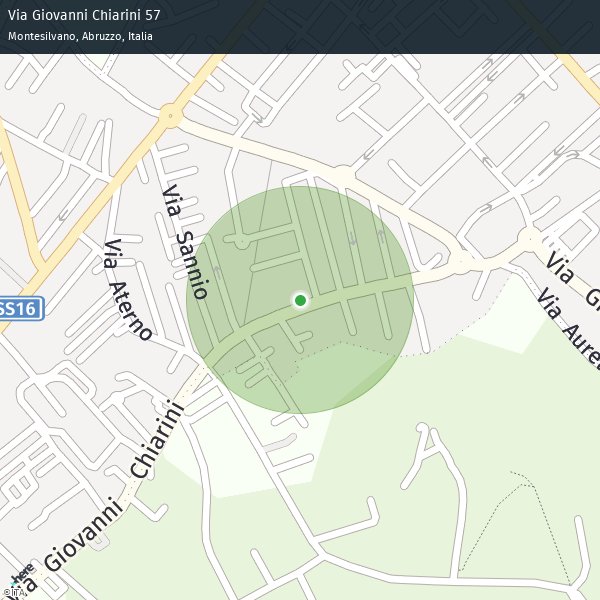 Via Giovanni Chiarini 57
Montesilvano, Abruzzo, Italia
Via Sannio
Via Aterno
SS16
Via G
Via Aure
Via Giovanni Chiarini
here